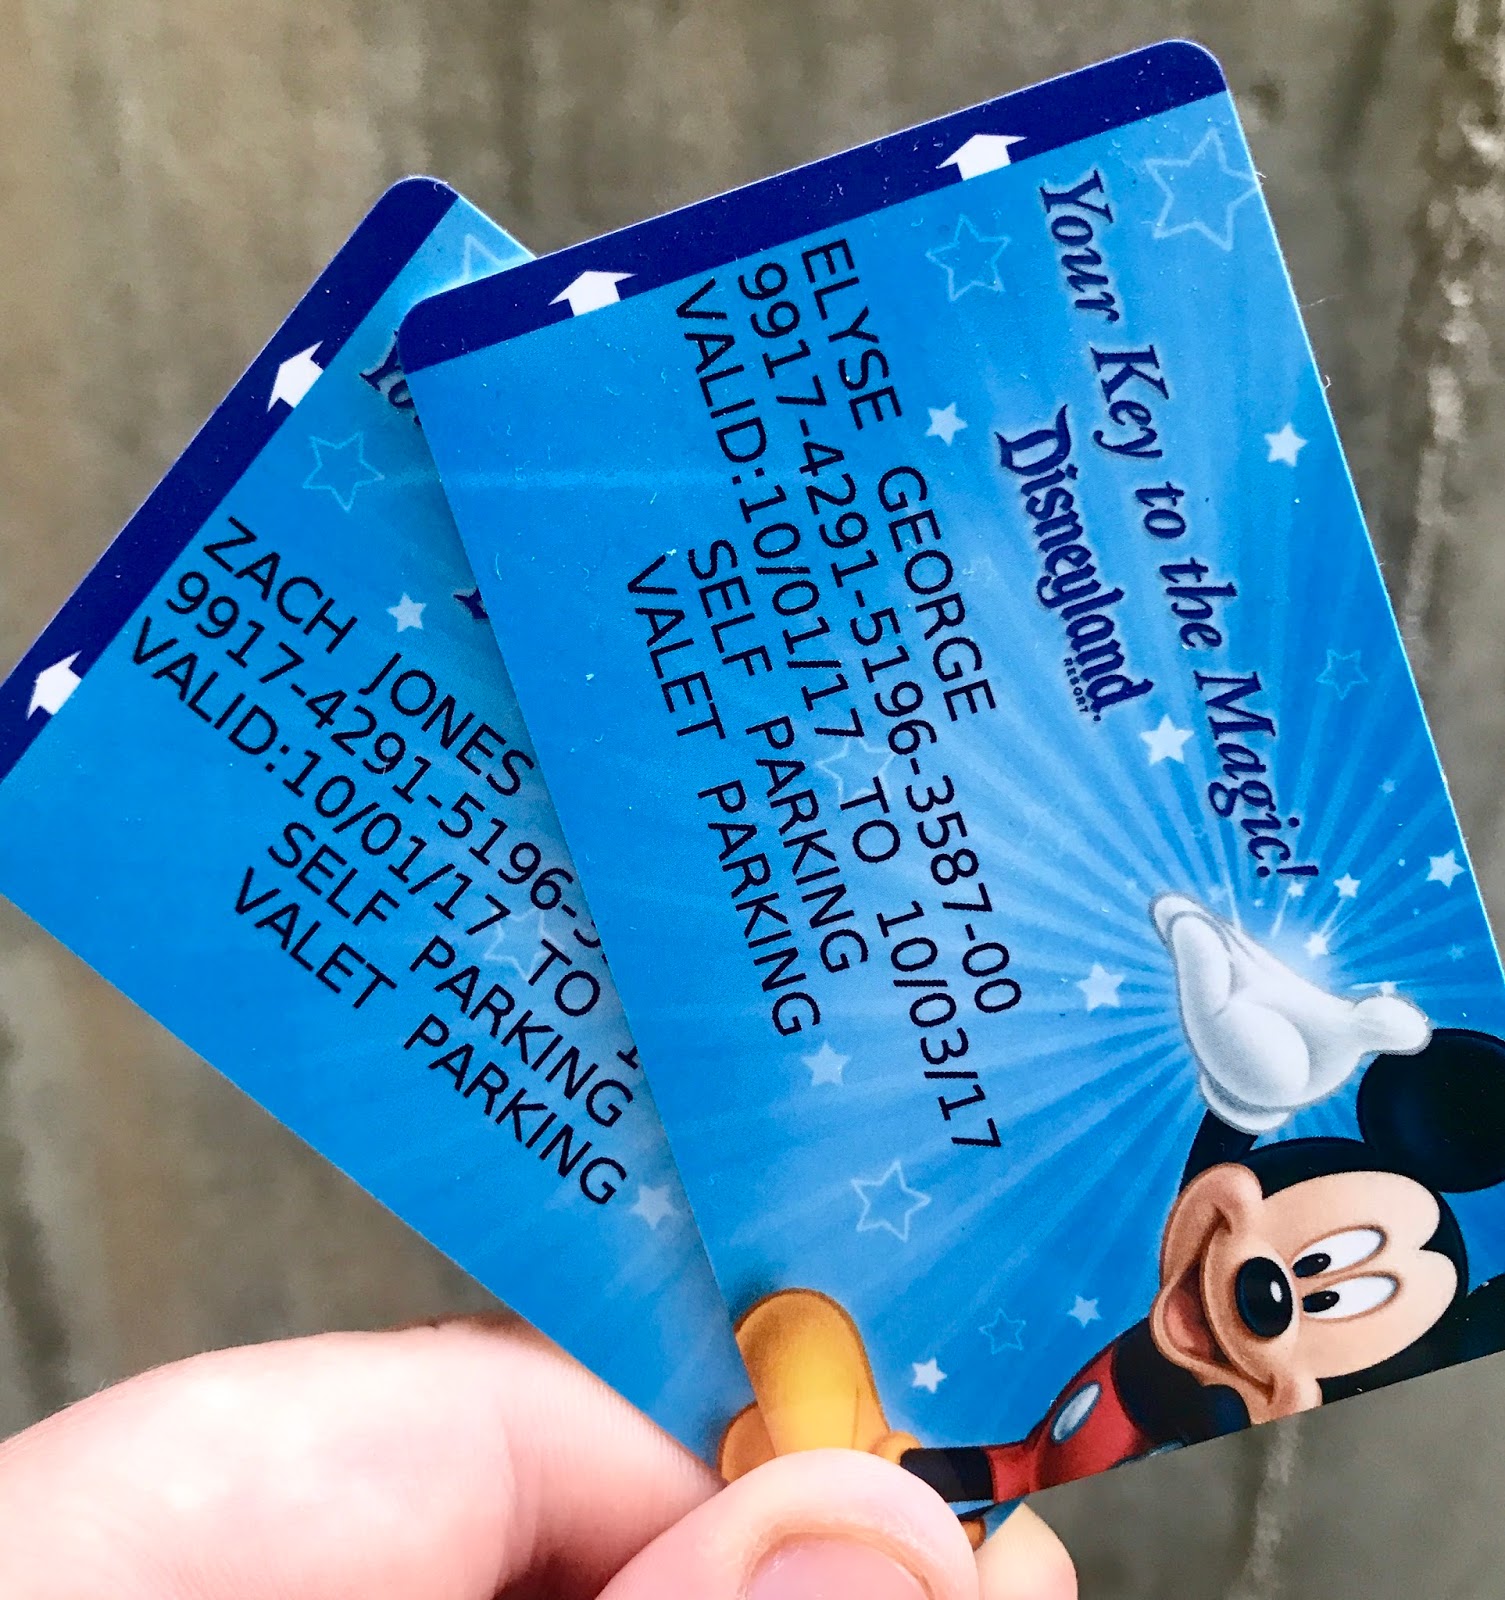 Your Key to the Magic!
Disneyland
RESORT
ELYSE GEORGE
9917-4291-5196-3587-00
VALID:10/01/17 TO 10/03/17
SELF PARKING
VALET PARKING
ZACH JONES
9917-4291-5196-
VALID:10/01/17 TO
SELF PARKING
VALET PARKING